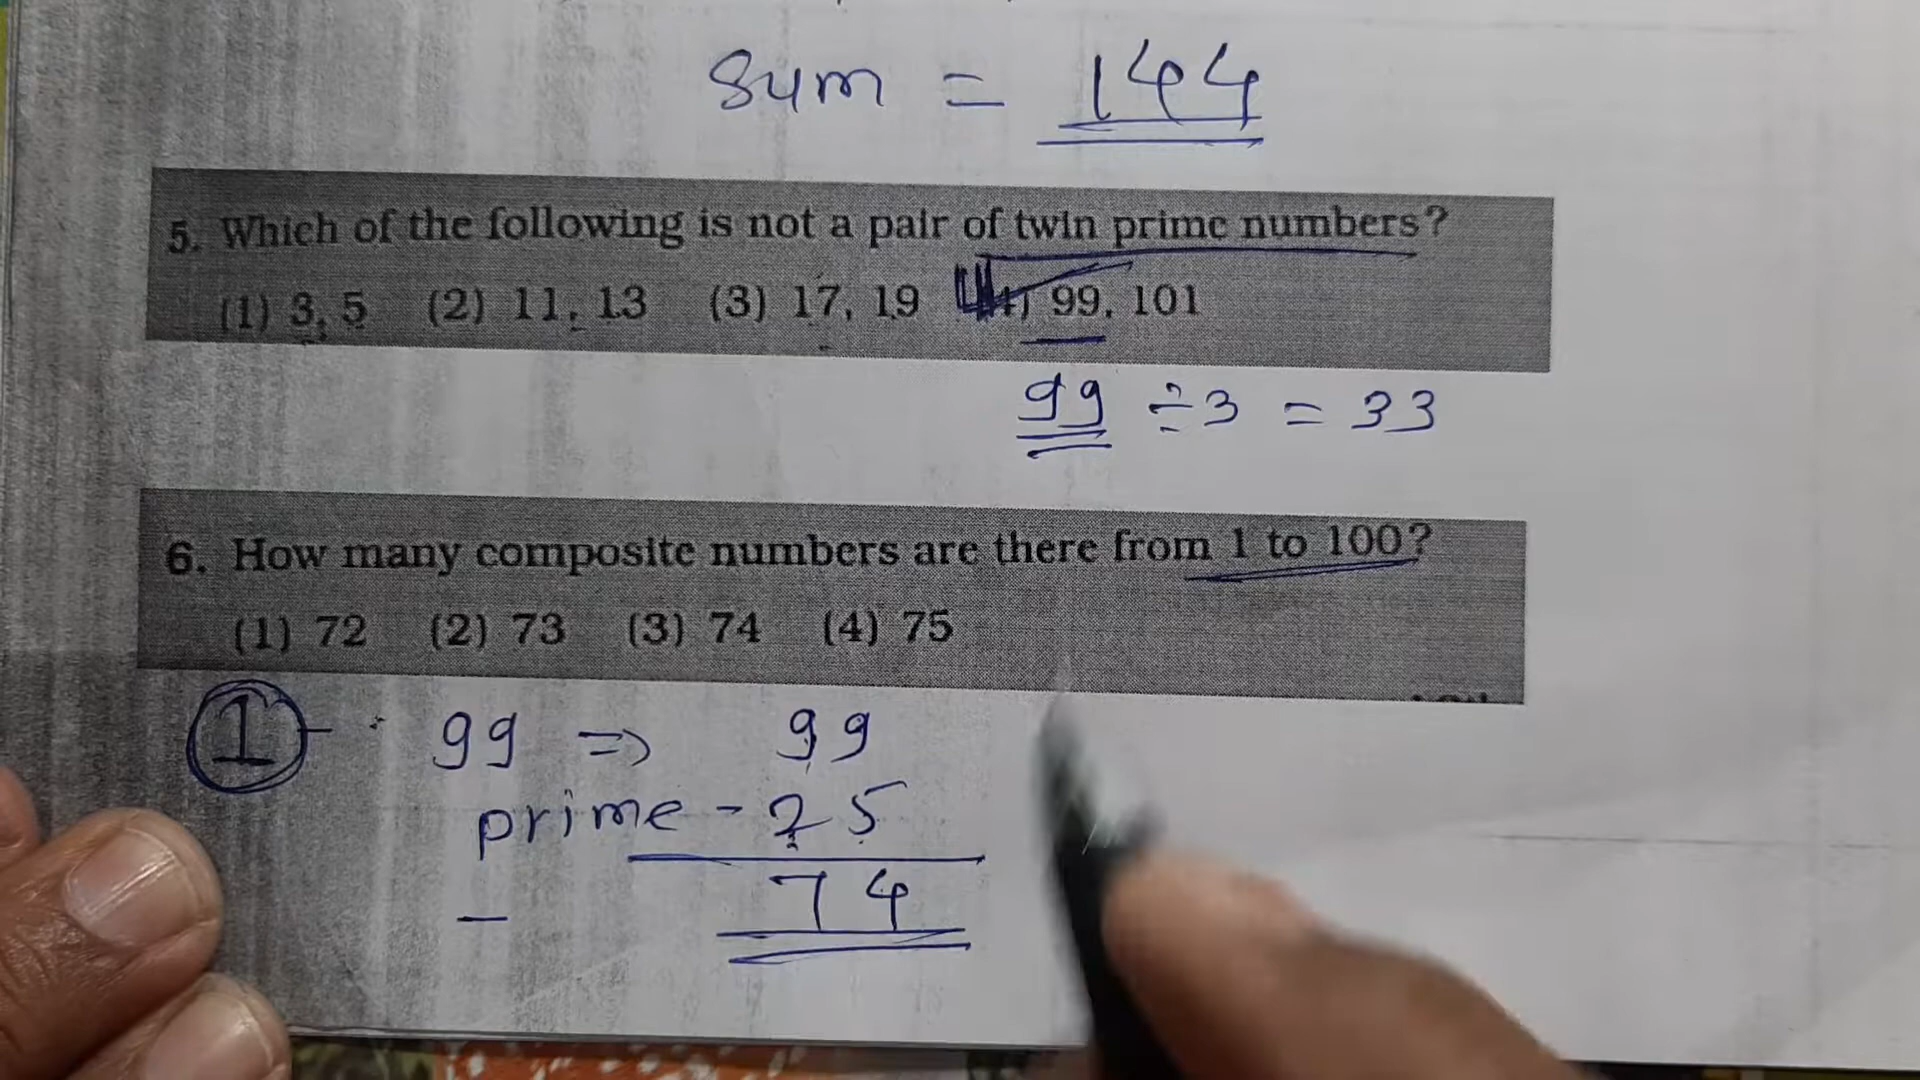 Sum = 144
5. Which of the following is not a pair of twin prime numbers?
(1) 3, 5 (2) 11, 13 (3) 17, 19 (4) 99, 101
99 ÷ 3 = 33
6. How many composite numbers are there from 1 to 100?
(1) 72 (2) 73 (3) 74 (4) 75
1 - 99 => 99
prime - 25
- 74